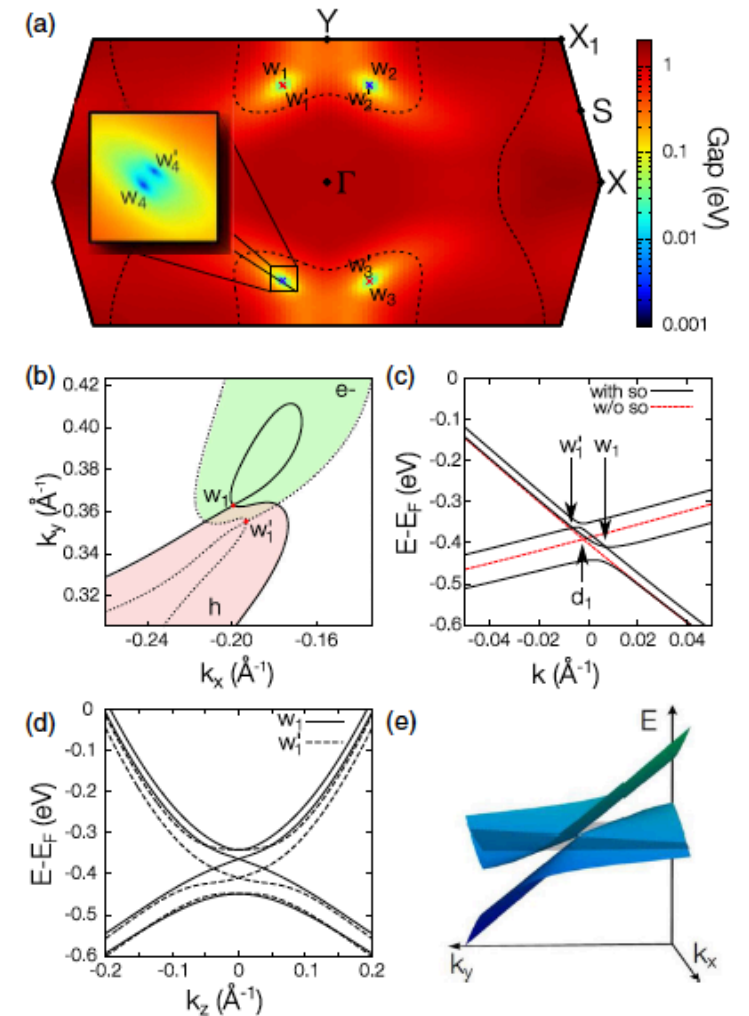 (a)
Y
X₁
w₁
w₂
w₁'
w₂'
S
w₄'
w₄
Γ
X
w₃'
w₃
1
0.1
0.01
0.001
Gap (eV)
(b)
0.42
0.40
0.38
0.36
0.34
0.32
e-
w₁
w₁'
h
-0.24
-0.20
-0.16
kₓ (Å⁻¹)
k_y (Å⁻¹)
(c)
0
-0.1
-0.2
-0.3
-0.4
-0.5
-0.6
with so
w/o so
w₁'
w₁
d₁
-0.04
-0.02
0
0.02
0.04
k (Å⁻¹)
E-E_F (eV)
(d)
0
-0.1
-0.2
-0.3
-0.4
-0.5
-0.6
w₁
w₁'
-0.2
-0.1
0
0.1
0.2
k_z (Å⁻¹)
E-E_F (eV)
(e)
E
k_y
kₓ